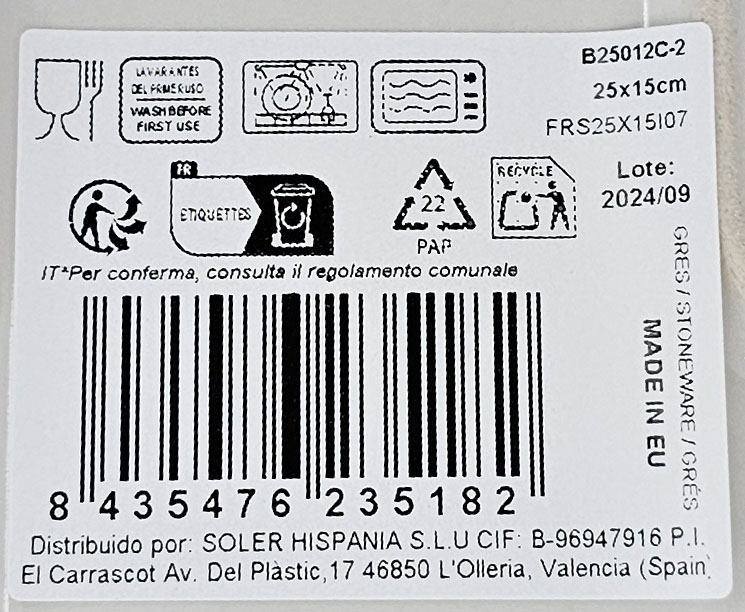 B25012C-2
25x15cm
FRS25X15I07
LAVAR ANTES
DEL PRIMER USO
WASH BEFORE
FIRST USE
FR
ETIQUETTES
22
PAP
RECYCLE
Lote:
2024/09
IT*Per conferma, consulta il regolamento comunale
GRES / STONEWARE / GRÉS
MADE IN EU
8 435476 235182
Distribuido por: SOLER HISPANIA S.L.U CIF: B-96947916 P.I.
El Carrascot Av. Del Plàstic,17 46850 L'Olleria, Valencia (Spain)